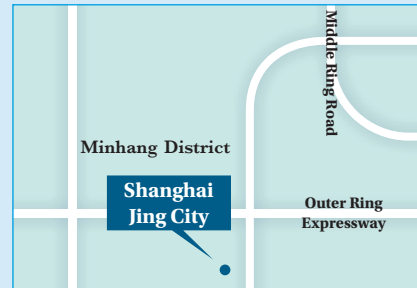 Middle Ring Road
Minhang District
Shanghai
Jing City
Outer Ring
Expressway